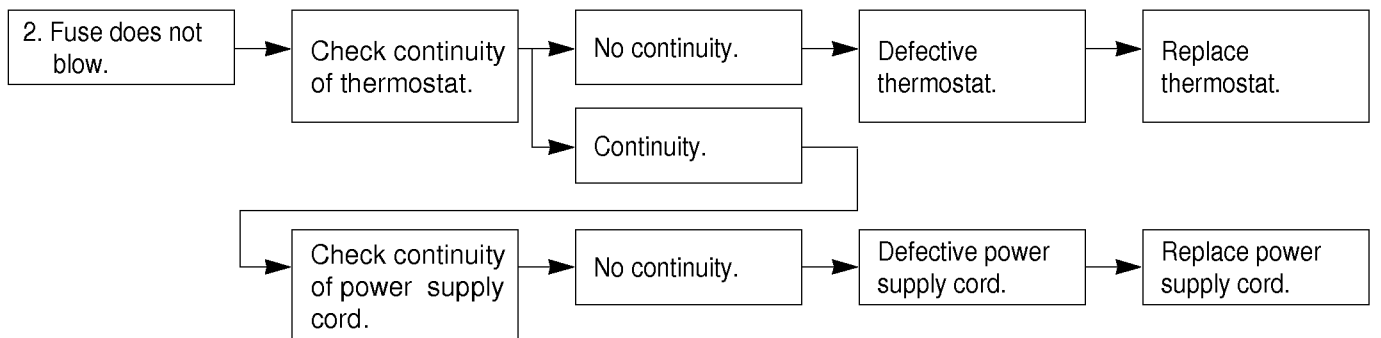 2. Fuse does not
blow.
Check continuity
of thermostat.
No continuity.
Defective
thermostat.
Replace
thermostat.
Continuity.
Check continuity
of power supply
cord.
No continuity.
Defective power
supply cord.
Replace power
supply cord.